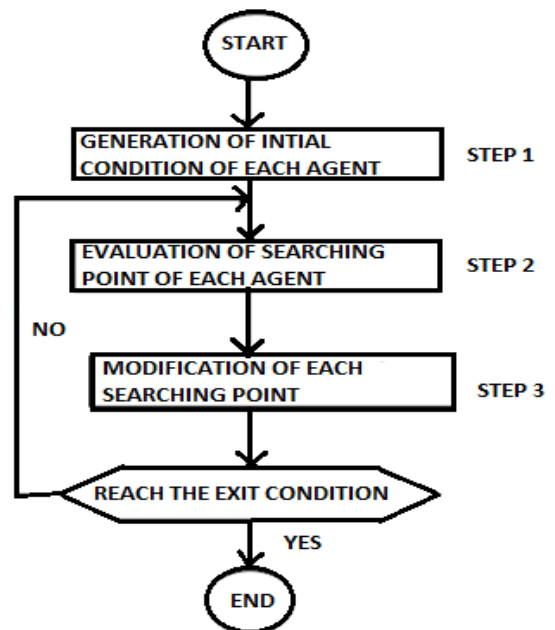 START
GENERATION OF INTIAL
CONDITION OF EACH AGENT
STEP 1
EVALUATION OF SEARCHING
POINT OF EACH AGENT
STEP 2
NO
MODIFICATION OF EACH
SEARCHING POINT
STEP 3
REACH THE EXIT CONDITION
YES
END